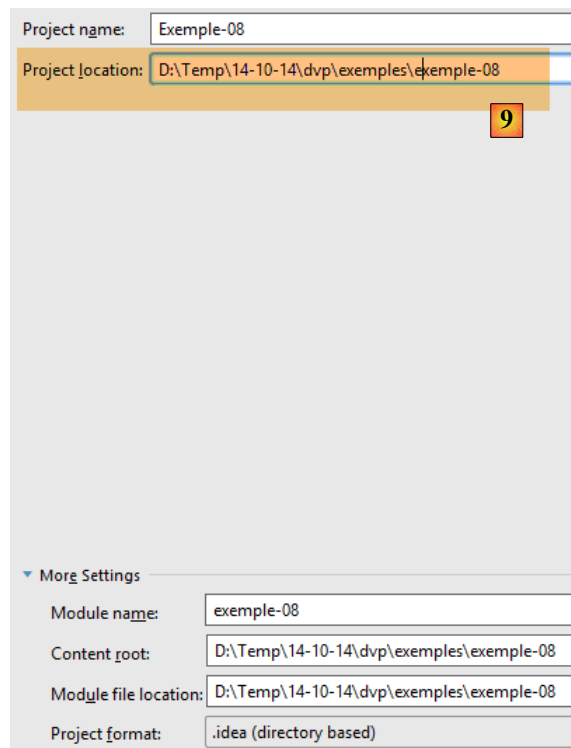 Project name: Exemple-08
Project location: D:\Temp\14-10-14\dvp\exemples\exemple-08
9
More Settings
Module name: exemple-08
Content root: D:\Temp\14-10-14\dvp\exemples\exemple-08
Module file location: D:\Temp\14-10-14\dvp\exemples\exemple-08
Project format: .idea (directory based)